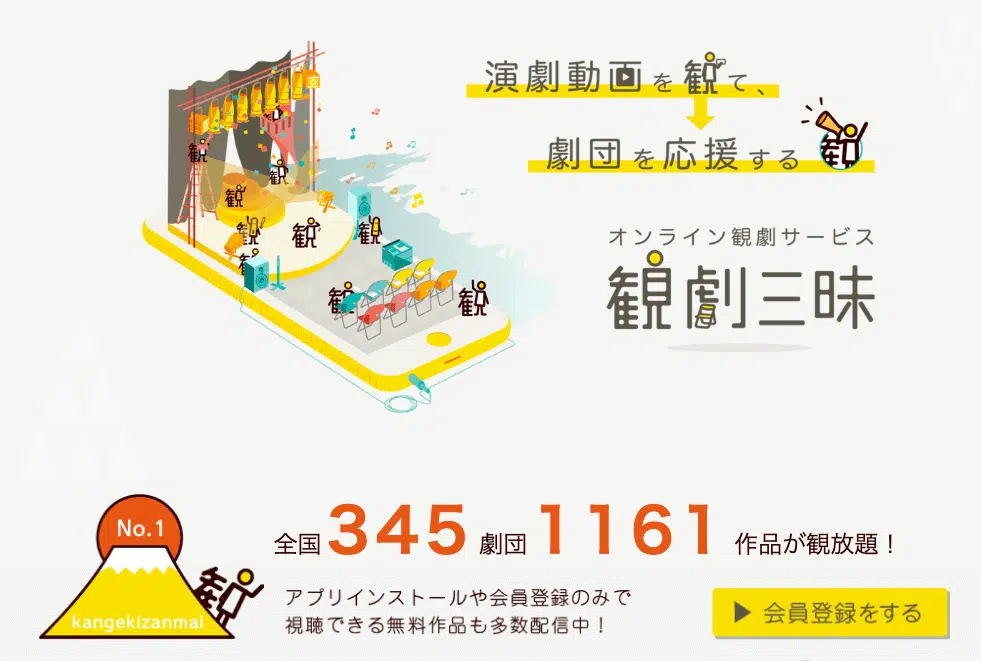 演劇動画を観て、
劇団を応援する
オンライン観劇サービス
観劇三昧
No.1
kangekizanmai
全国345劇団1161作品が観放題！
アプリインストールや会員登録のみで
視聴できる無料作品も多数配信中！
▶ 会員登録をする